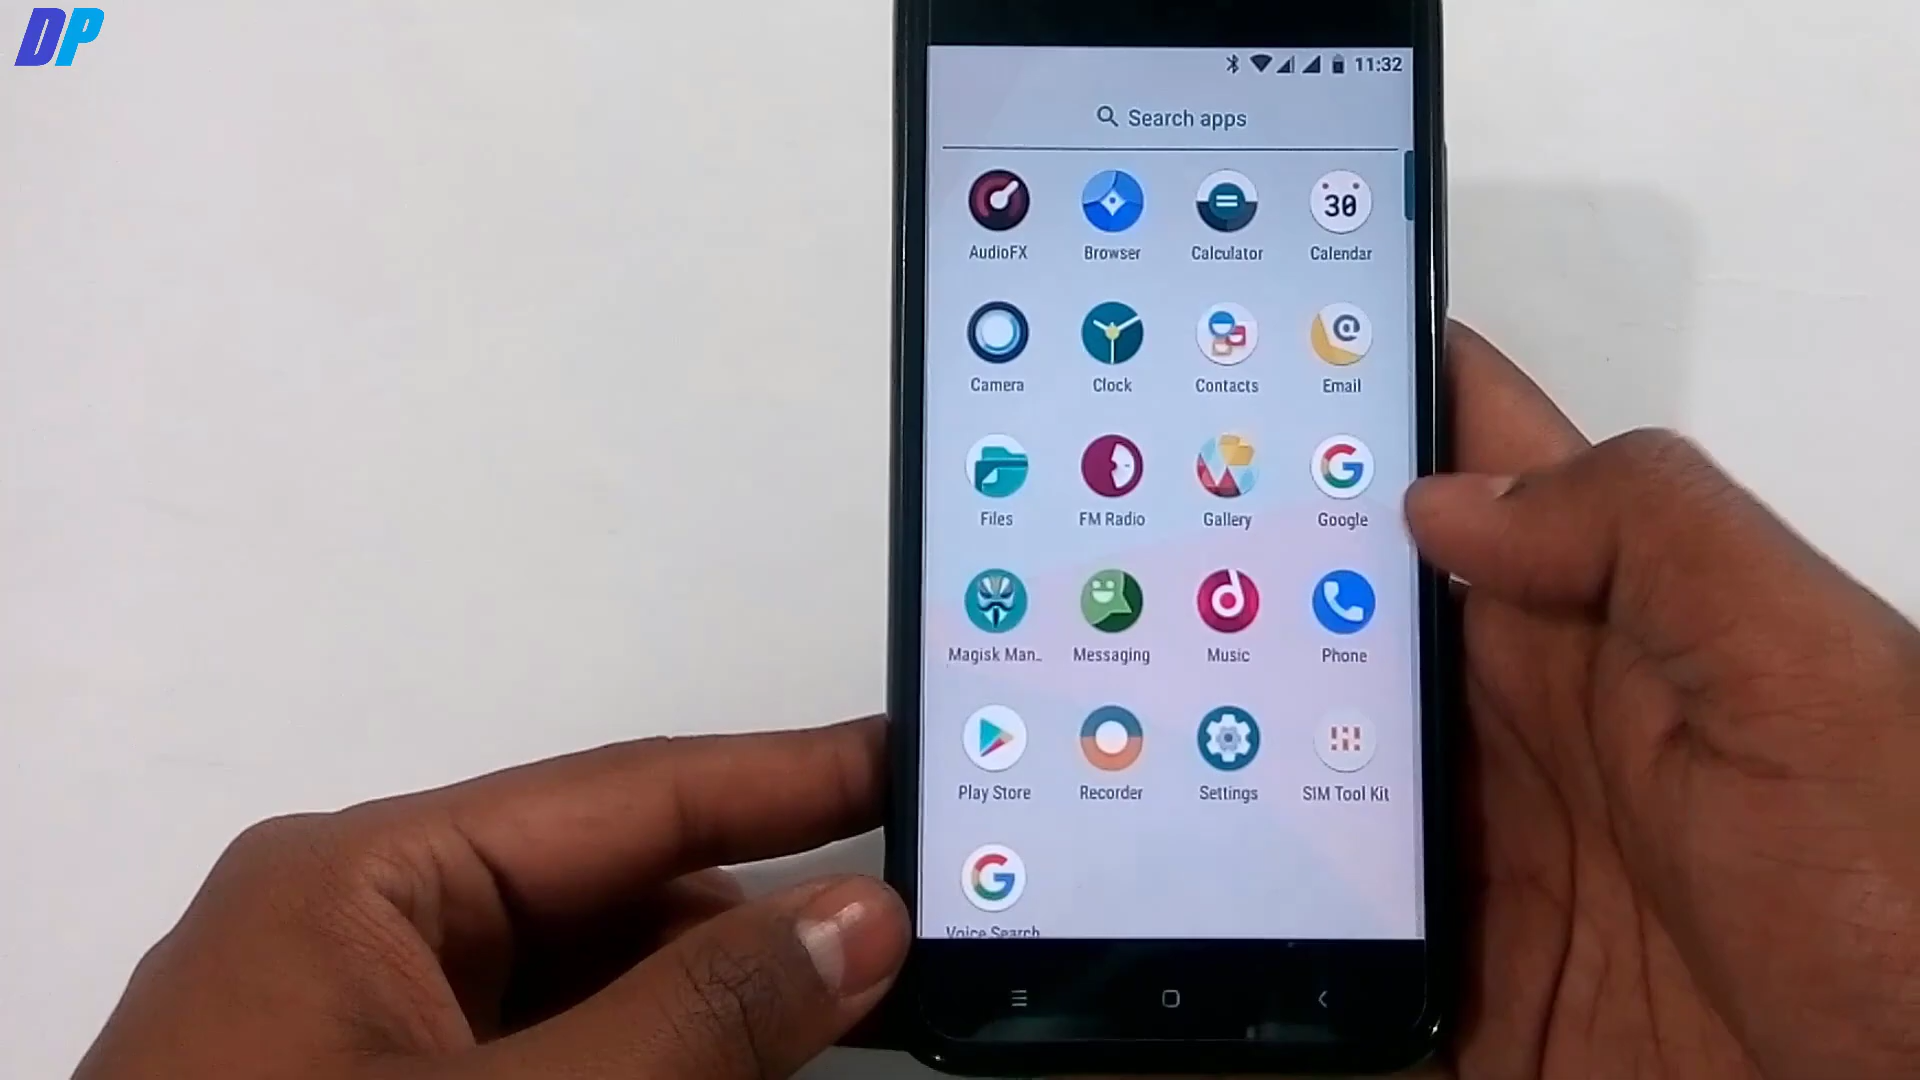 DP
11:32
Search apps
AudioFX Browser Calculator Calendar
30
Camera Clock Contacts Email
Files FM Radio Gallery Google
Magisk Man… Messaging Music Phone
Play Store Recorder Settings SIM Tool Kit
Voice Search